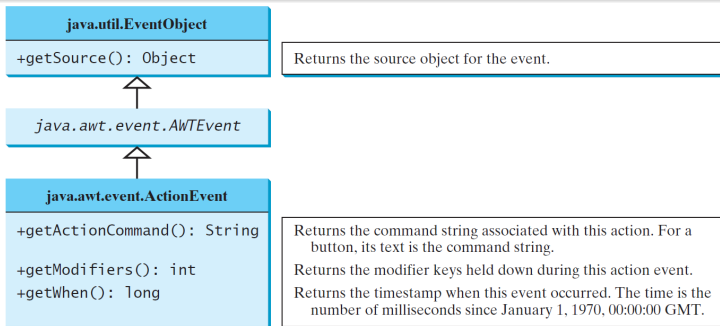 java.util.EventObject
+getSource(): Object
Returns the source object for the event.
java.awt.event.AWTEvent
java.awt.event.ActionEvent
+getActionCommand(): String
Returns the command string associated with this action. For a
button, its text is the command string.
+getModifiers(): int
Returns the modifier keys held down during this action event.
+getWhen(): long
Returns the timestamp when this event occurred. The time is the
number of milliseconds since January 1, 1970, 00:00:00 GMT.